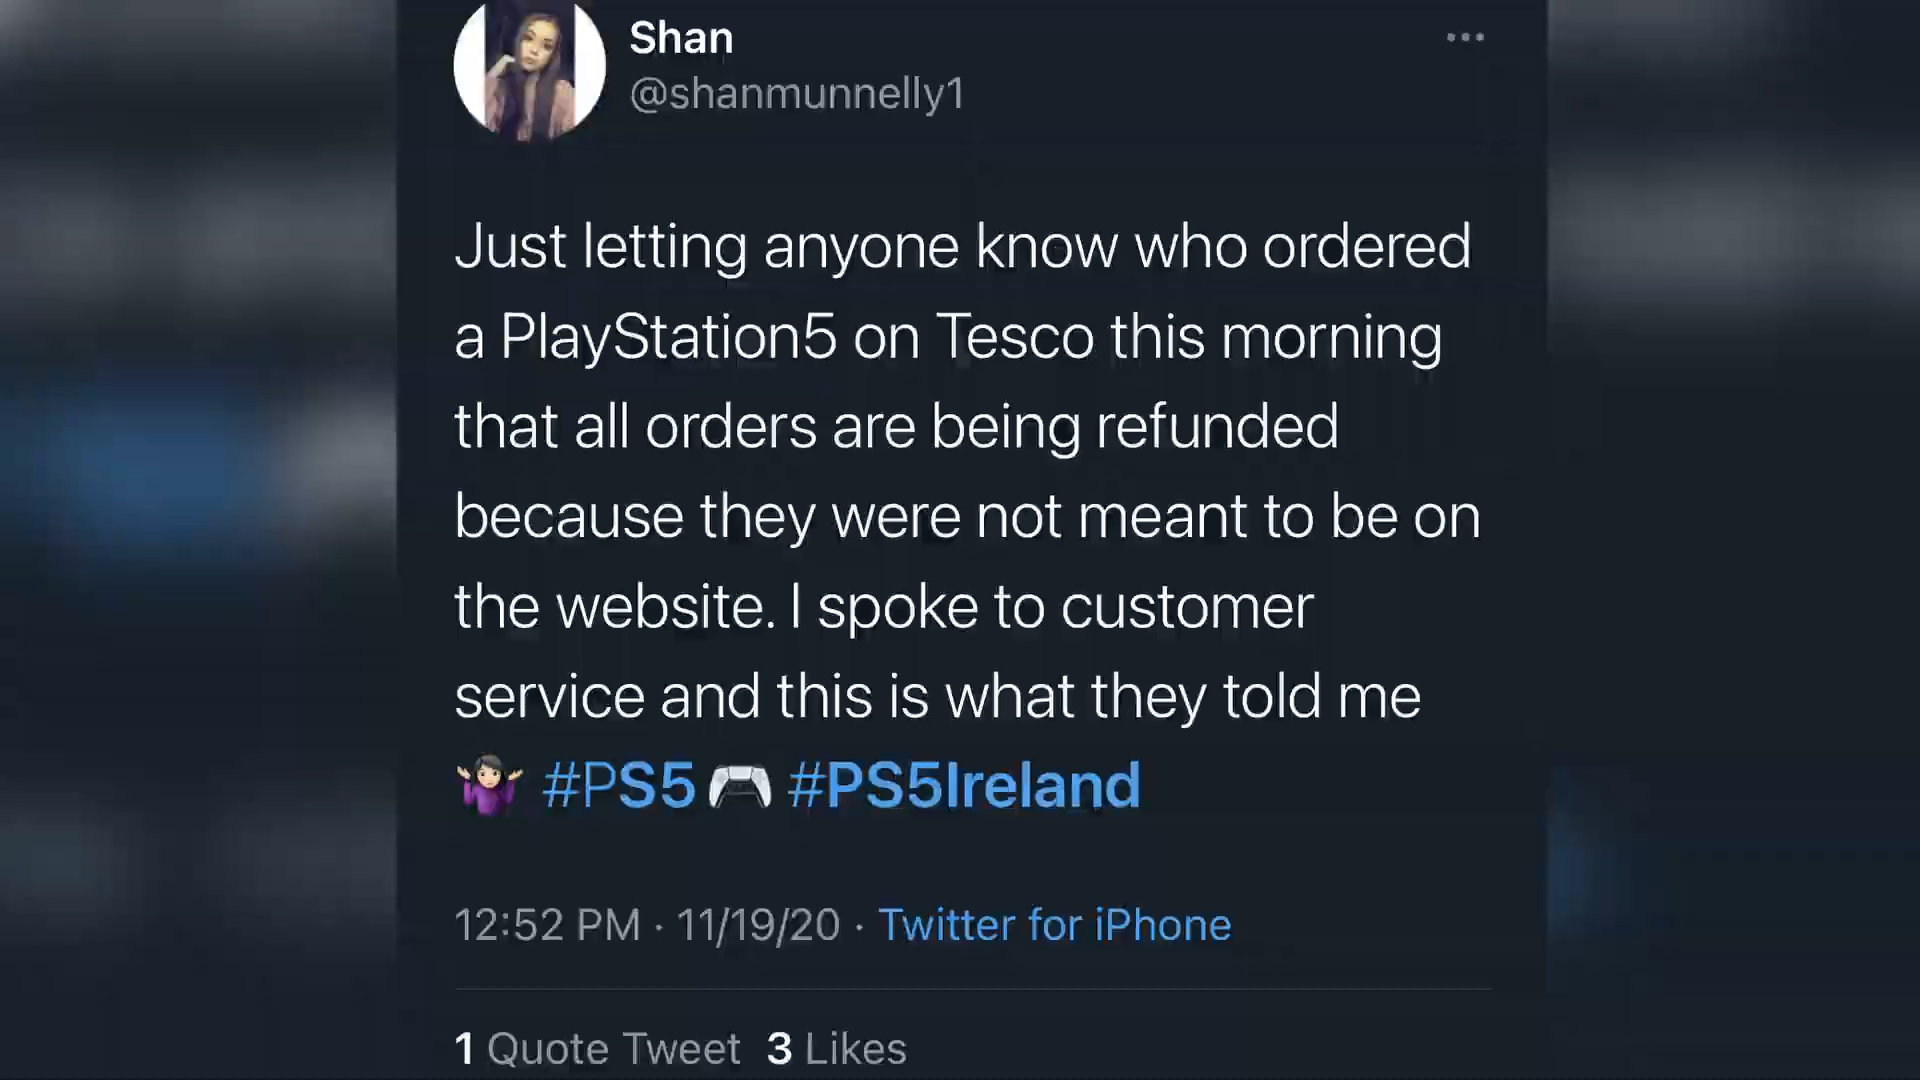 Shan
@shanmunnelly1
Just letting anyone know who ordered
a PlayStation5 on Tesco this morning
that all orders are being refunded
because they were not meant to be on
the website. I spoke to customer
service and this is what they told me
🤷🏻‍♀️ #PS5 🎮 #PS5Ireland
12:52 PM · 11/19/20 · Twitter for iPhone
1 Quote Tweet 3 Likes